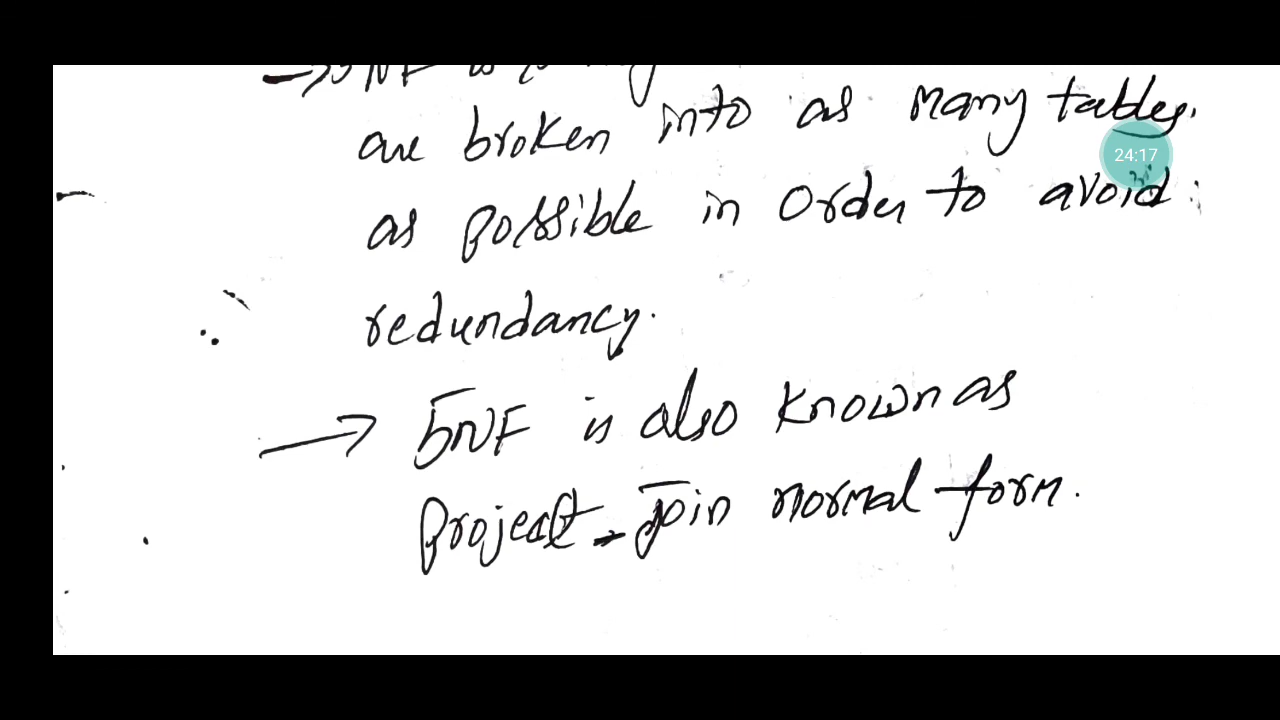 are broken into as many tables.
24:17
as possible in order to avoid
redundancy.
→ 5NF is also known as
Project - Join normal form.